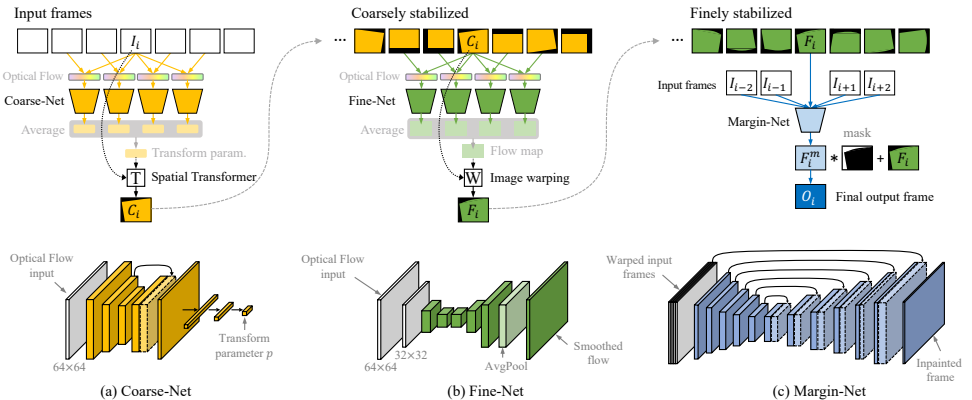 Input frames
I_i
Optical Flow
Coarse-Net
Average
Transform param.
T Spatial Transformer
C_i
Coarsely stabilized
... C_i
Optical Flow
Fine-Net
Average
Flow map
W Image warping
F_i
Finely stabilized
... F_i
Input frames I_{i-2} I_{i-1} I_{i+1} I_{i+2}
Margin-Net
mask
F_i^m * + F_i
O_i Final output frame
Optical Flow
input
64×64
Transform
parameter p
(a) Coarse-Net
Optical Flow
input
32×32
64×64
AvgPool
Smoothed
flow
(b) Fine-Net
Warped input
frames
Inpainted
frame
(c) Margin-Net